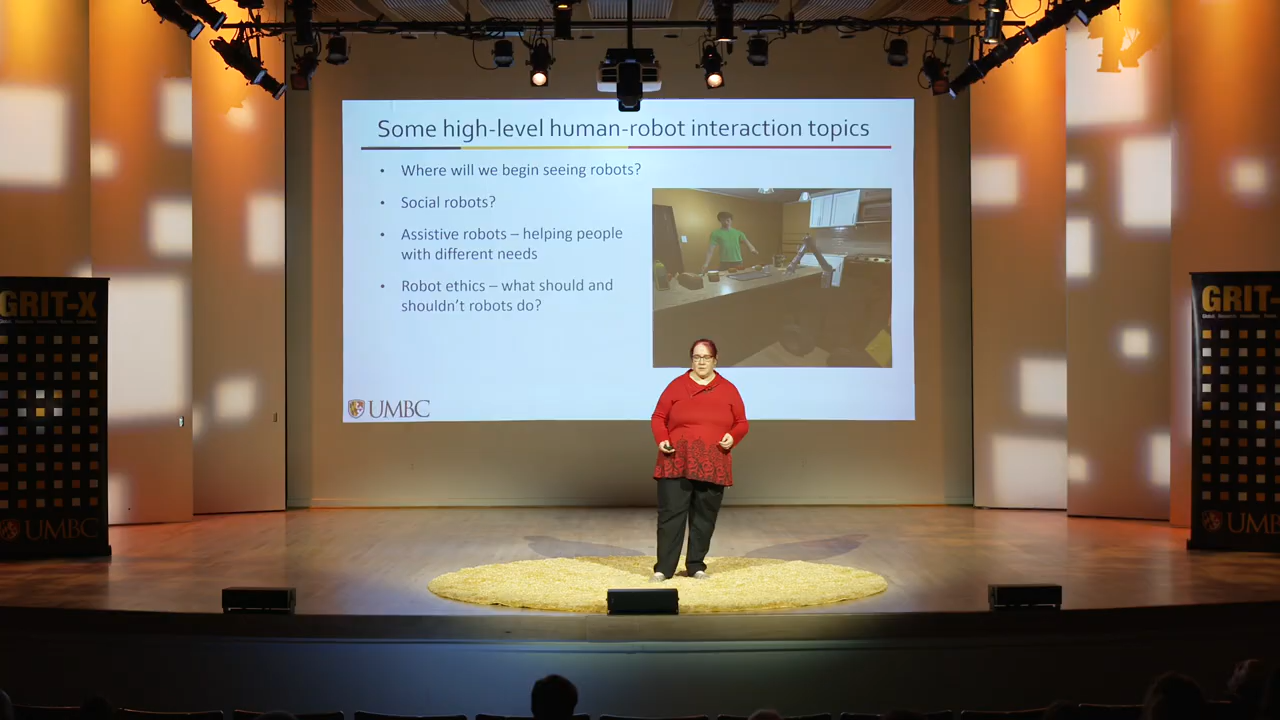 Some high-level human-robot interaction topics
• Where will we begin seeing robots?
• Social robots?
• Assistive robots – helping people
with different needs
• Robot ethics – what should and
shouldn't robots do?
UMBC
GRIT-X
UMBC
GRIT-
UM